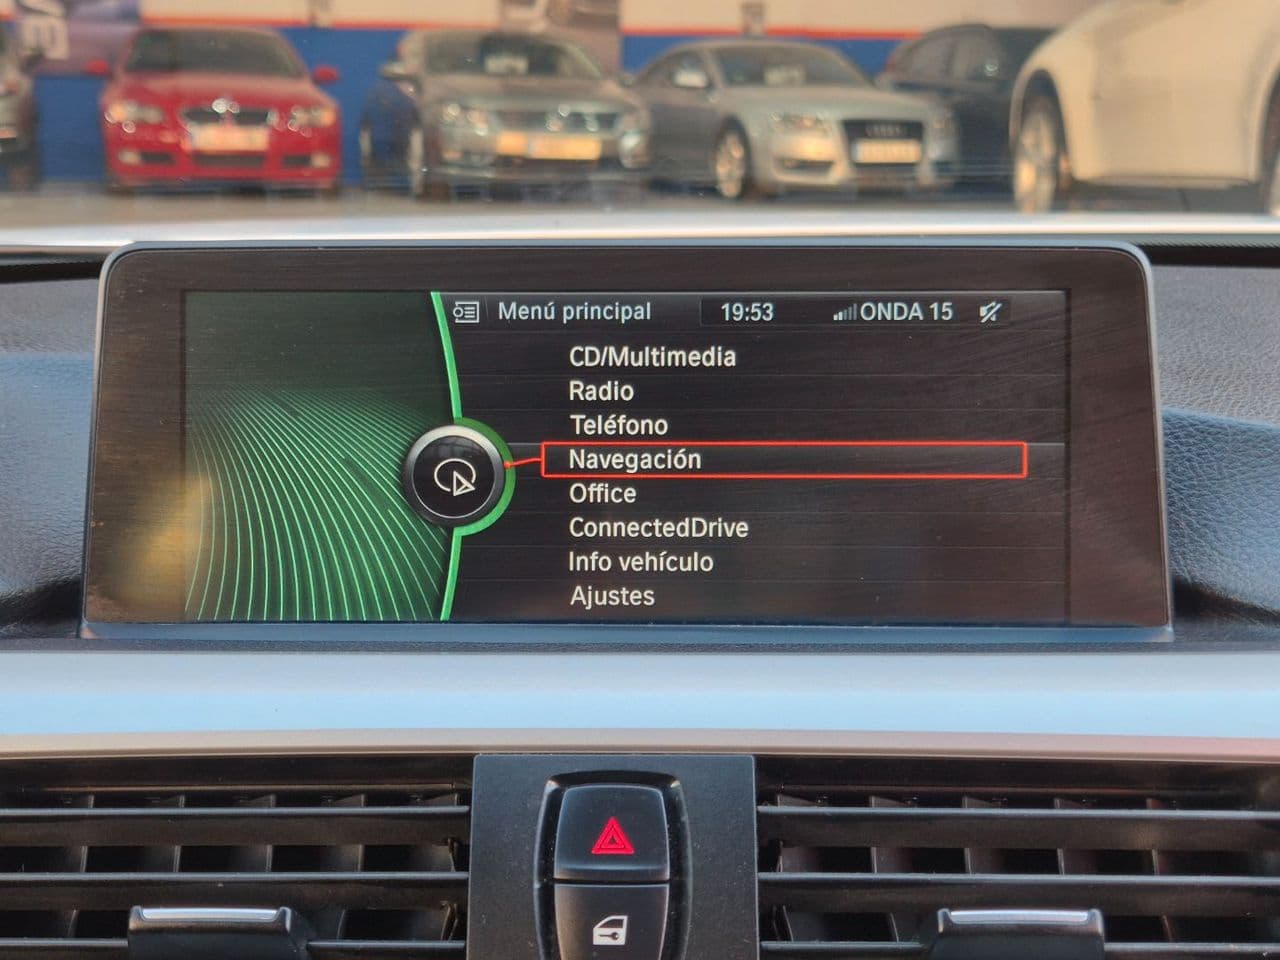 Menú principal 19:53 ONDA 15
CD/Multimedia
Radio
Teléfono
Navegación
Office
ConnectedDrive
Info vehículo
Ajustes